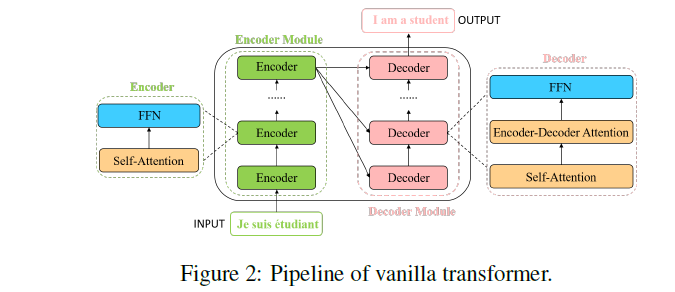 I am a student OUTPUT
Encoder Module
Encoder
Decoder
......
......
Encoder
Decoder
Encoder
Decoder
Decoder Module
Encoder
FFN
Self-Attention
Decoder
FFN
Encoder-Decoder Attention
Self-Attention
INPUT Je suis étudiant
Figure 2: Pipeline of vanilla transformer.